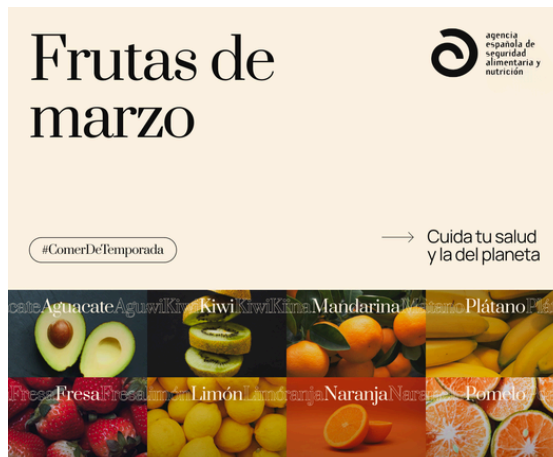 Frutas de
marzo
agencia
española de
seguridad
alimentaria y
nutrición
#ComerDeTemporada
Cuida tu salud
y la del planeta
Aguacate
Kiwi
Mandarina
Plátano
Fresa
Limón
Naranja
Pomelo